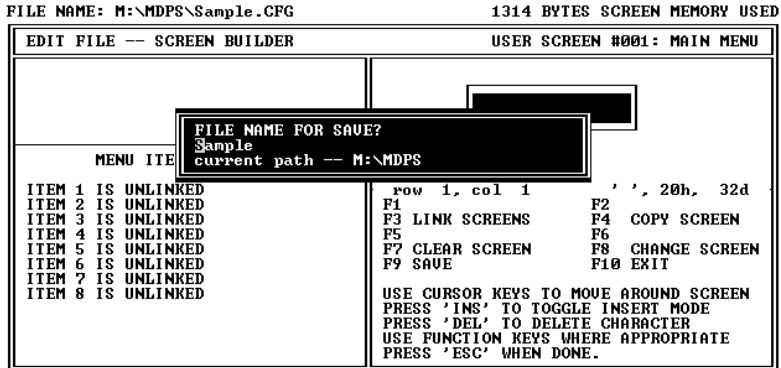 FILE NAME: M:\MDPS\Sample.CFG 1314 BYTES SCREEN MEMORY USED
EDIT FILE -- SCREEN BUILDER USER SCREEN #001: MAIN MENU
FILE NAME FOR SAVE?
Sample
current path -- M:\MDPS
MENU ITE
ITEM 1 IS UNLINKED
ITEM 2 IS UNLINKED
ITEM 3 IS UNLINKED
ITEM 4 IS UNLINKED
ITEM 5 IS UNLINKED
ITEM 6 IS UNLINKED
ITEM 7 IS UNLINKED
ITEM 8 IS UNLINKED
row 1, col 1 ' ', 20h, 32d
F1 F2
F3 LINK SCREENS F4 COPY SCREEN
F5 F6
F7 CLEAR SCREEN F8 CHANGE SCREEN
F9 SAVE F10 EXIT
USE CURSOR KEYS TO MOVE AROUND SCREEN
PRESS 'INS' TO TOGGLE INSERT MODE
PRESS 'DEL' TO DELETE CHARACTER
USE FUNCTION KEYS WHERE APPROPRIATE
PRESS 'ESC' WHEN DONE.